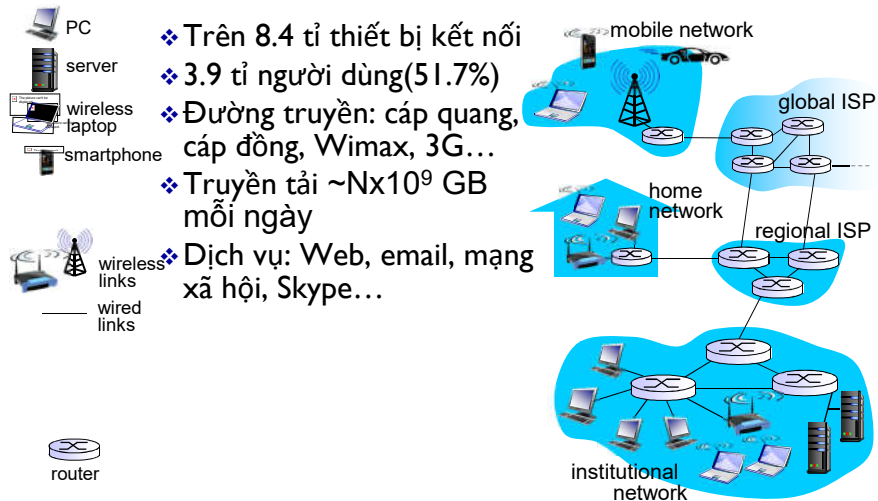 PC
server
wireless
laptop
smartphone
wireless
links
wired
links
router
❖ Trên 8.4 tỉ thiết bị kết nối
❖ 3.9 tỉ người dùng(51.7%)
❖ Đường truyền: cáp quang,
cáp đồng, Wimax, 3G…
❖ Truyền tải ~Nx10⁹ GB
mỗi ngày
❖ Dịch vụ: Web, email, mạng
xã hội, Skype…
mobile network
global ISP
home
network
regional ISP
institutional
network